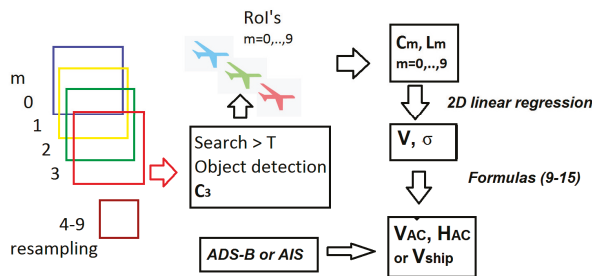 m
0
1
2
3
4-9
resampling
RoI's
m=0,..,9
Search > T
Object detection
C3
Cm, Lm
m=0,..,9
2D linear regression
V, σ
Formulas (9-15)
ADS-B or AIS
VAC, HAC
or Vship